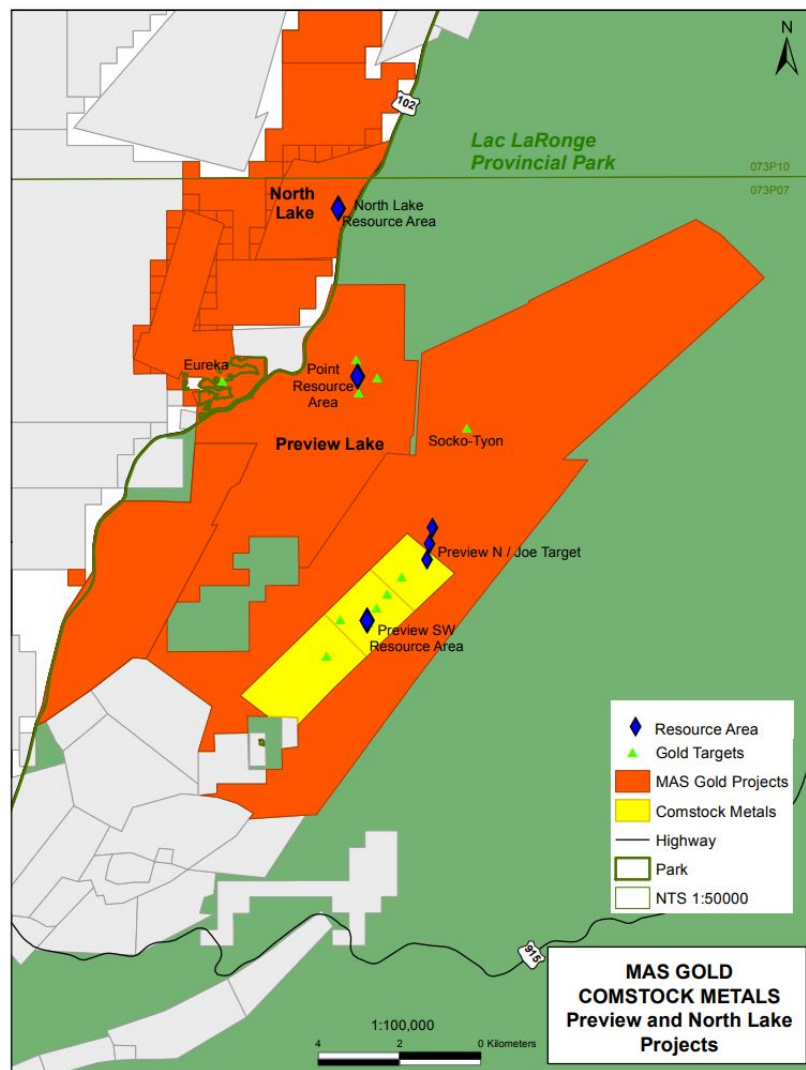 N
102
Lac LaRonge
Provincial Park
073P10
073P07
North
Lake
North Lake
Resource Area
Eureka
Point
Resource
Area
Preview Lake
Socko-Tyon
Preview N / Joe Target
Preview SW
Resource Area
Resource Area
Gold Targets
MAS Gold Projects
Comstock Metals
Highway
Park
NTS 1:50000
915
1:100,000
4 2 0 Kilometers
MAS GOLD
COMSTOCK METALS
Preview and North Lake
Projects